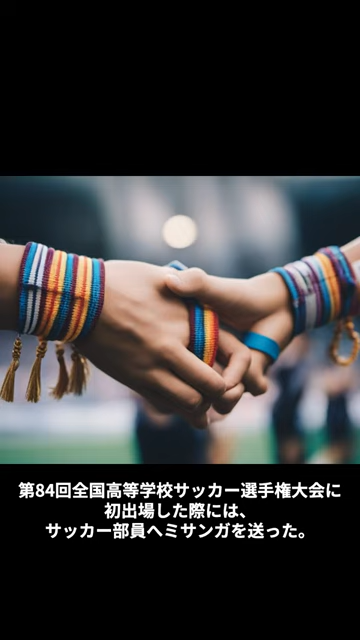 第84回全国高等学校サッカー選手権大会に
初出場した際には、
サッカー部員へミサンガを送った。